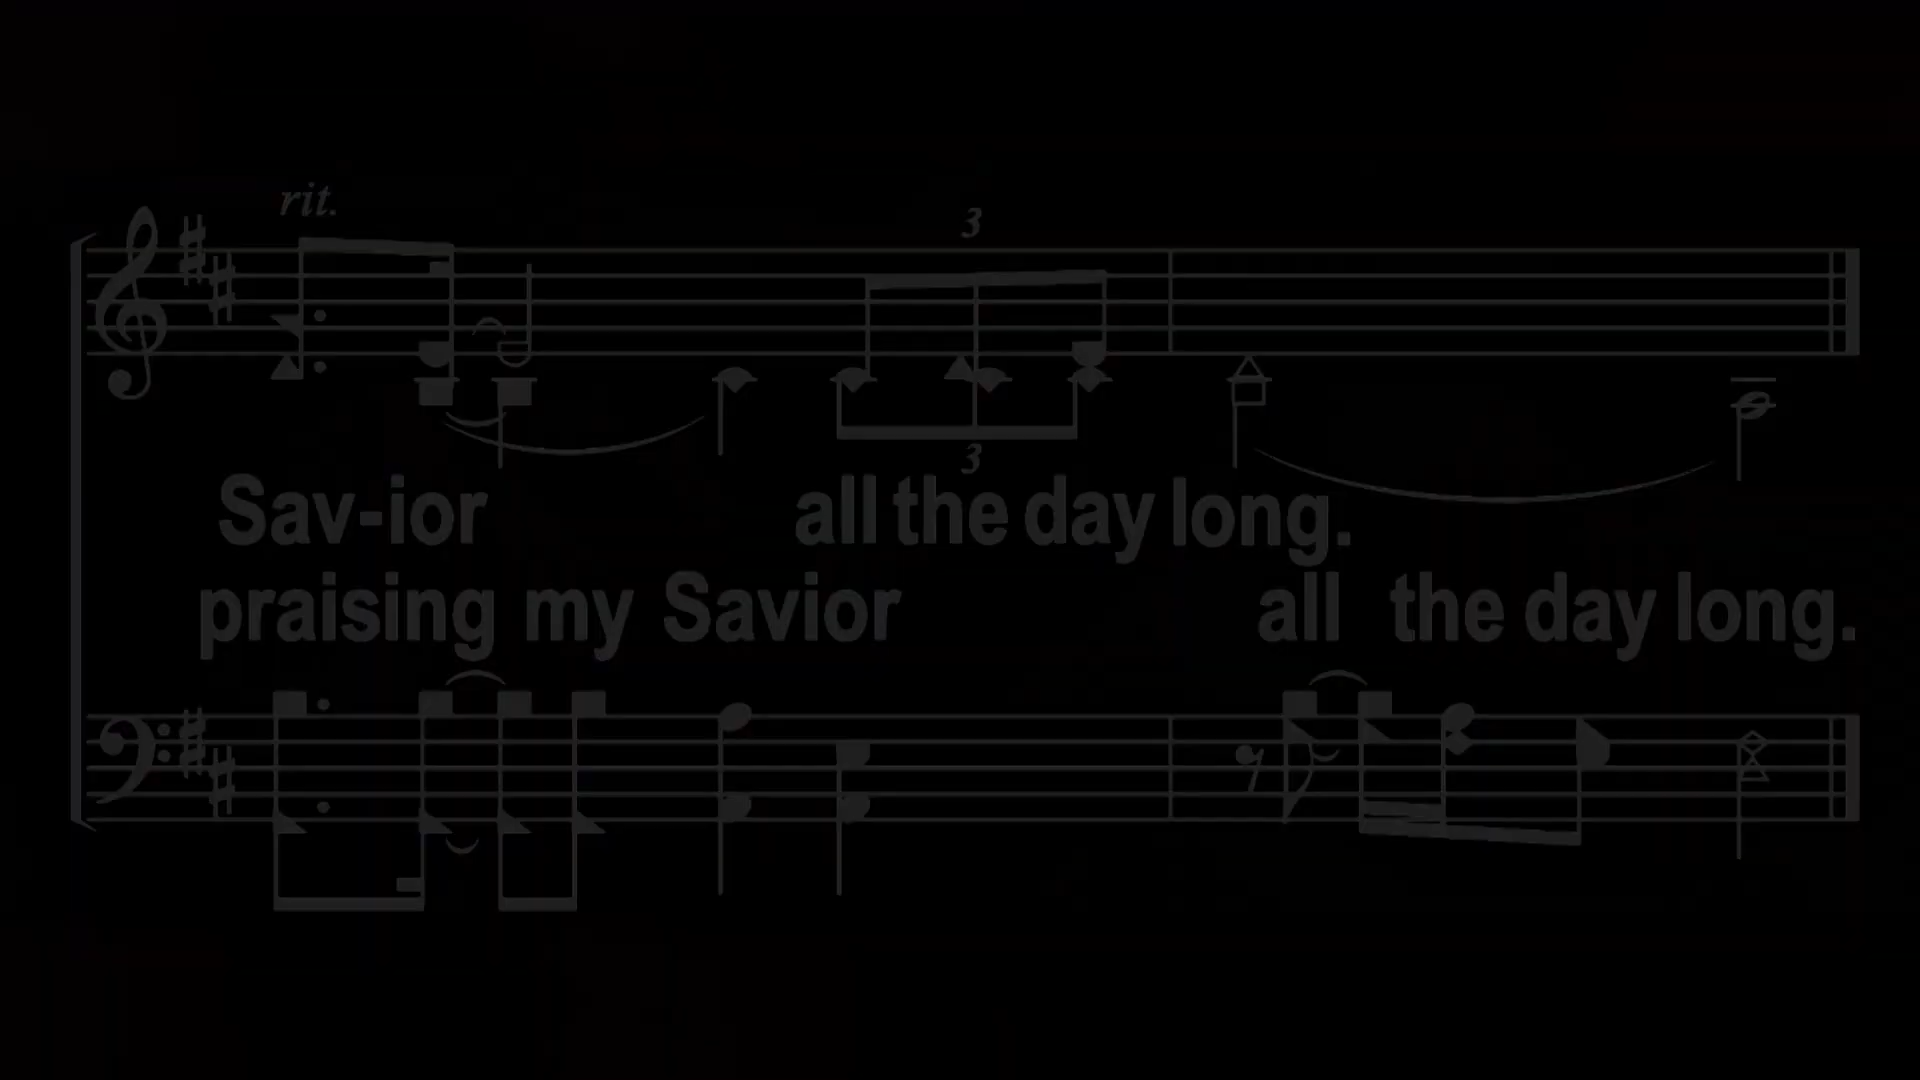 rit.
3
3
Sav-ior all the day long.
praising my Savior all the day long.